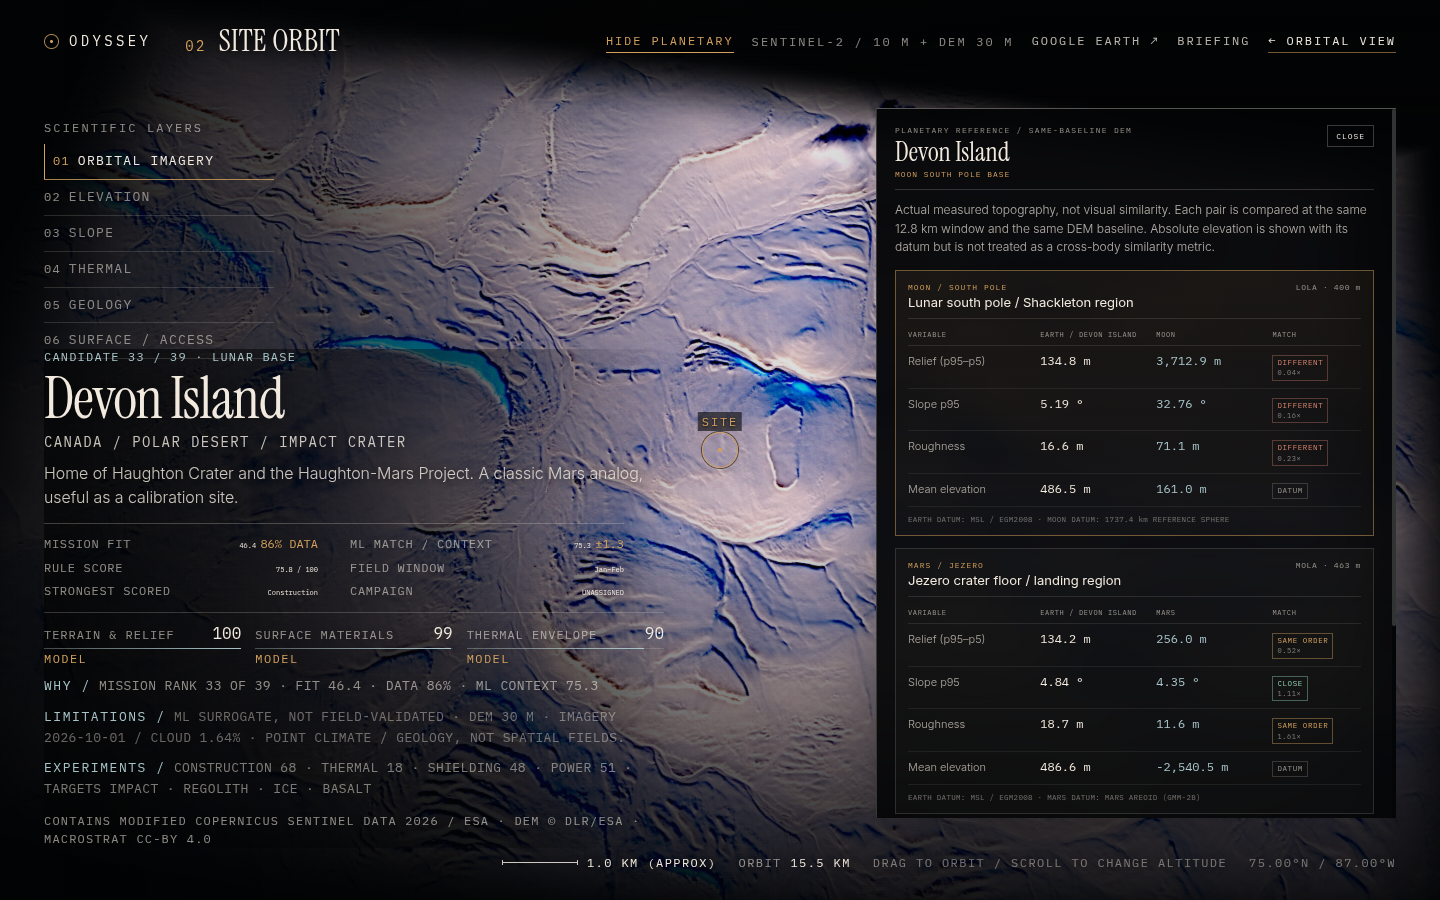 ODYSSEY
02 SITE ORBIT
HIDE PLANETARY
SENTINEL-2 / 10 M + DEM 30 M
GOOGLE EARTH ↗
BRIEFING
← ORBITAL VIEW
SCIENTIFIC LAYERS
01 ORBITAL IMAGERY
02 ELEVATION
03 SLOPE
04 THERMAL
05 GEOLOGY
06 SURFACE / ACCESS
CANDIDATE 33 / 39 · LUNAR BASE
Devon Island
CANADA / POLAR DESERT / IMPACT CRATER
Home of Haughton Crater and the Haughton-Mars Project. A classic Mars analog,
useful as a calibration site.
MISSION FIT 46.4 86% DATA
ML MATCH / CONTEXT 75.3 ±1.3
RULE SCORE 75.8 / 100
FIELD WINDOW Jan–Feb
STRONGEST SCORED Construction
CAMPAIGN UNASSIGNED
TERRAIN & RELIEF 100
MODEL
SURFACE MATERIALS 99
MODEL
THERMAL ENVELOPE 90
MODEL
WHY / MISSION RANK 33 OF 39 · FIT 46.4 · DATA 86% · ML CONTEXT 75.3
LIMITATIONS / ML SURROGATE, NOT FIELD-VALIDATED · DEM 30 M · IMAGERY
2026-10-01 / CLOUD 1.64% · POINT CLIMATE / GEOLOGY, NOT SPATIAL FIELDS.
EXPERIMENTS / CONSTRUCTION 68 · THERMAL 18 · SHIELDING 48 · POWER 51 ·
TARGETS IMPACT · REGOLITH · ICE · BASALT
CONTAINS MODIFIED COPERNICUS SENTINEL DATA 2026 / ESA · DEM © DLR/ESA ·
MACROSTRAT CC-BY 4.0
SITE
PLANETARY REFERENCE / SAME-BASELINE DEM
Devon Island
MOON SOUTH POLE BASE
CLOSE
Actual measured topography, not visual similarity. Each pair is compared at the same
12.8 km window and the same DEM baseline. Absolute elevation is shown with its
datum but is not treated as a cross-body similarity metric.
MOON / SOUTH POLE
LOLA · 400 m
Lunar south pole / Shackleton region
VARIABLE EARTH / DEVON ISLAND MOON MATCH
Relief (p95–p5) 134.8 m 3,712.9 m DIFFERENT
0.04×
Slope p95 5.19 º 32.76 º DIFFERENT
0.16×
Roughness 16.6 m 71.1 m DIFFERENT
0.23×
Mean elevation 486.5 m 161.0 m DATUM
EARTH DATUM: MSL / EGM2008 · MOON DATUM: 1737.4 km REFERENCE SPHERE
MARS / JEZERO
MOLA · 463 m
Jezero crater floor / landing region
VARIABLE EARTH / DEVON ISLAND MARS MATCH
Relief (p95–p5) 134.2 m 256.0 m SAME ORDER
0.52×
Slope p95 4.84 º 4.35 º CLOSE
1.11×
Roughness 18.7 m 11.6 m SAME ORDER
1.61×
Mean elevation 486.6 m -2,540.5 m DATUM
EARTH DATUM: MSL / EGM2008 · MARS DATUM: MARS AREOID (GMM-2B)
1.0 KM (APPROX)
ORBIT 15.5 KM
DRAG TO ORBIT / SCROLL TO CHANGE ALTITUDE
75.00°N / 87.00°W